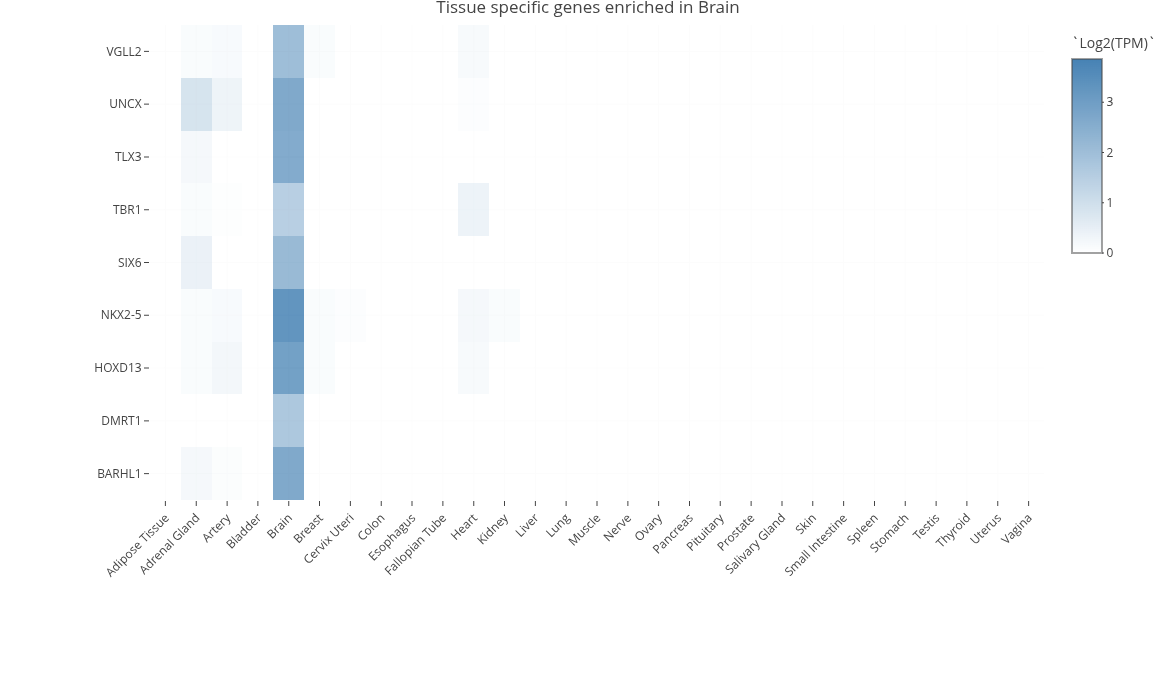 Tissue specific genes enriched in Brain
`Log2(TPM)`
3
2
1
0
VGLL2
UNCX
TLX3
TBR1
SIX6
NKX2-5
HOXD13
DMRT1
BARHL1
Adipose Tissue
Adrenal Gland
Artery
Bladder
Brain
Breast
Cervix Uteri
Colon
Esophagus
Fallopian Tube
Heart
Kidney
Liver
Lung
Muscle
Nerve
Ovary
Pancreas
Pituitary
Prostate
Salivary Gland
Skin
Small Intestine
Spleen
Stomach
Testis
Thyroid
Uterus
Vagina